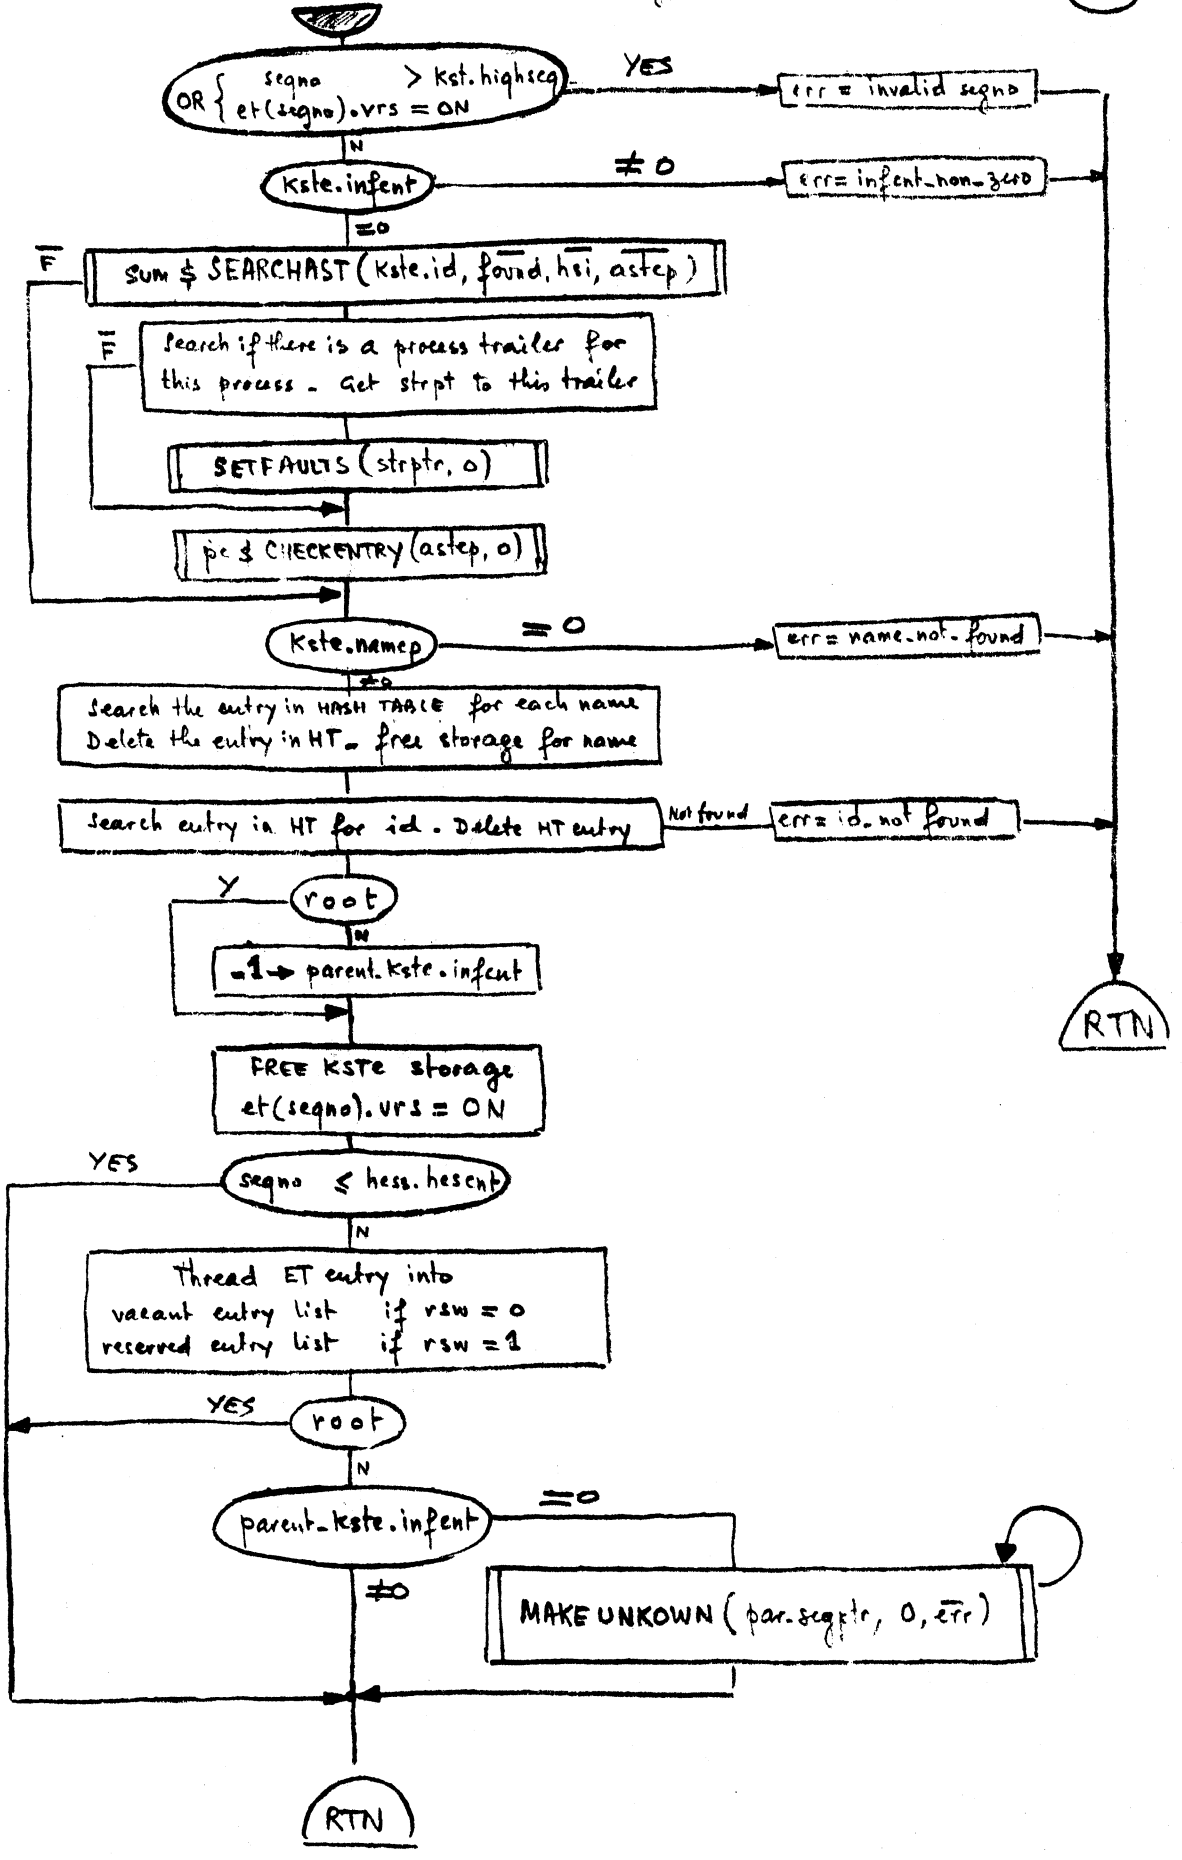 YES
OR { segno > kst.highseg
et(segno).vrs = ON
err = invalid segno
N
kste.infent
≠ 0
err= infent_non_zero
=0
F̅
sum $ SEARCHAST (kste.id, f̅o̅u̅n̅d̅, h̅s̅i̅, a̅s̅t̅e̅p̅)
F̅
Search if there is a process trailer for
this process - Get strpt to this trailer
SETFAULTS (strptr, 0)
pc $ CHECKENTRY (astep, 0)
kste.namep
= 0
err= name_not_found
≠0
Search the entry in HASH TABLE for each name
Delete the entry in HT - free storage for name
Search entry in HT for id. Delete HT entry
Not found
err= id_not found
Y
root
N
-1→ parent_kste.infent
RTN
FREE KSTE storage
et(segno).vrs = ON
YES
segno ≤ hess.hescnt
N
Thread ET entry into
vacant entry list if rsw = 0
reserved entry list if rsw = 1
YES
root
N
parent_kste.infent
=0
≠0
MAKE UNKOWN (par.segptr, 0, e̅r̅r̅)
RTN